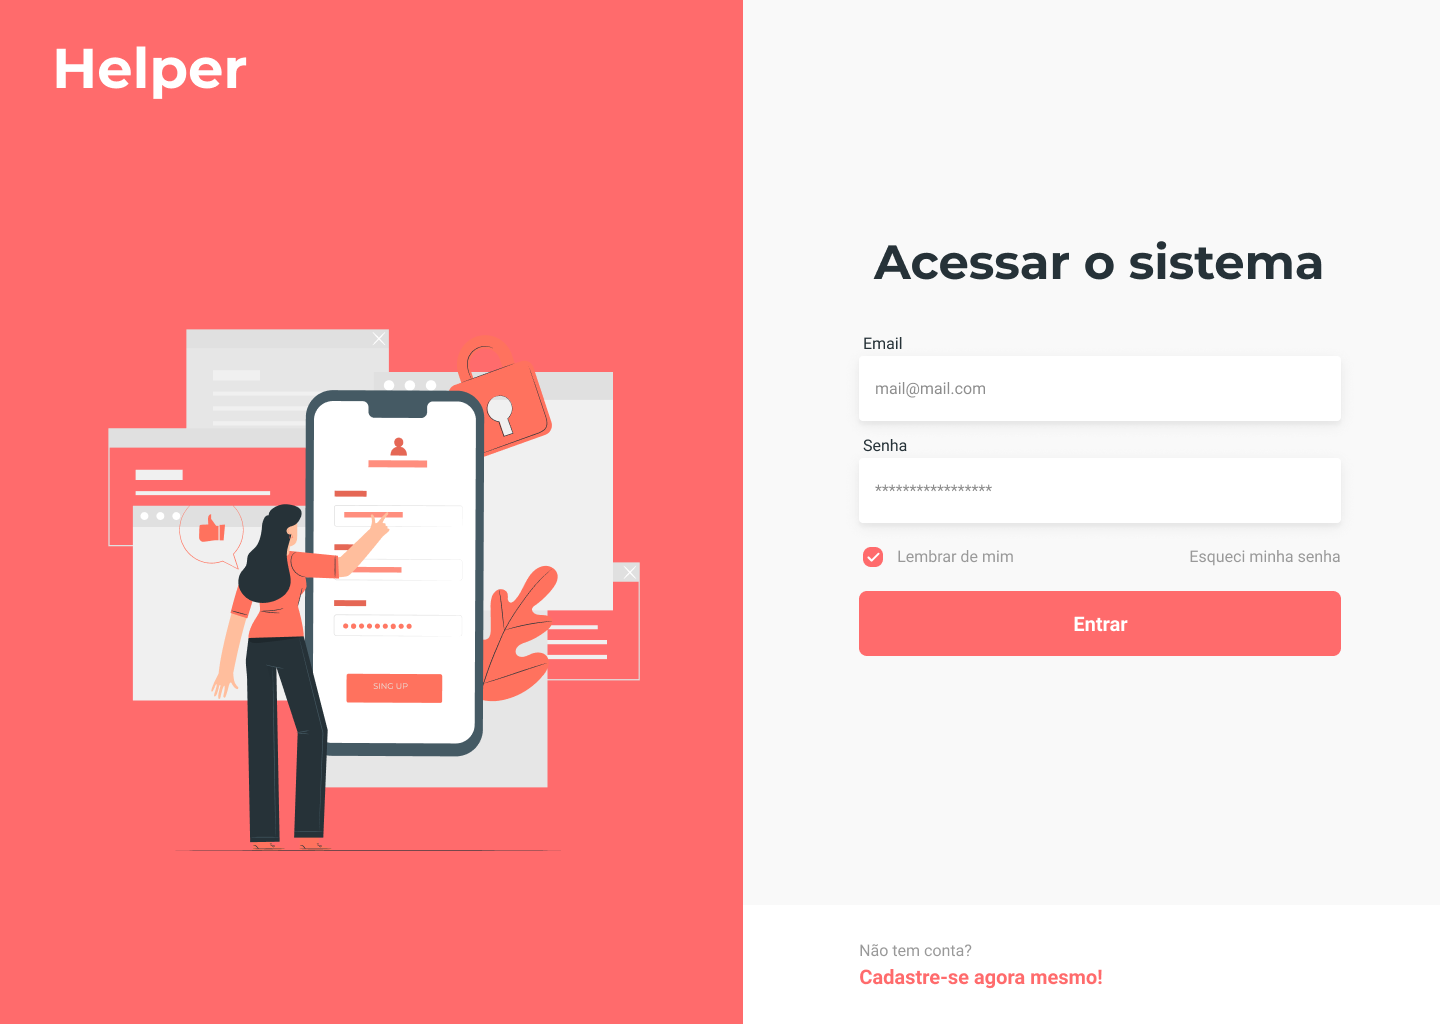 Helper
SING UP
Acessar o sistema
Email
mail@mail.com
Senha
*****************
Lembrar de mim
Esqueci minha senha
Entrar
Não tem conta?
Cadastre-se agora mesmo!